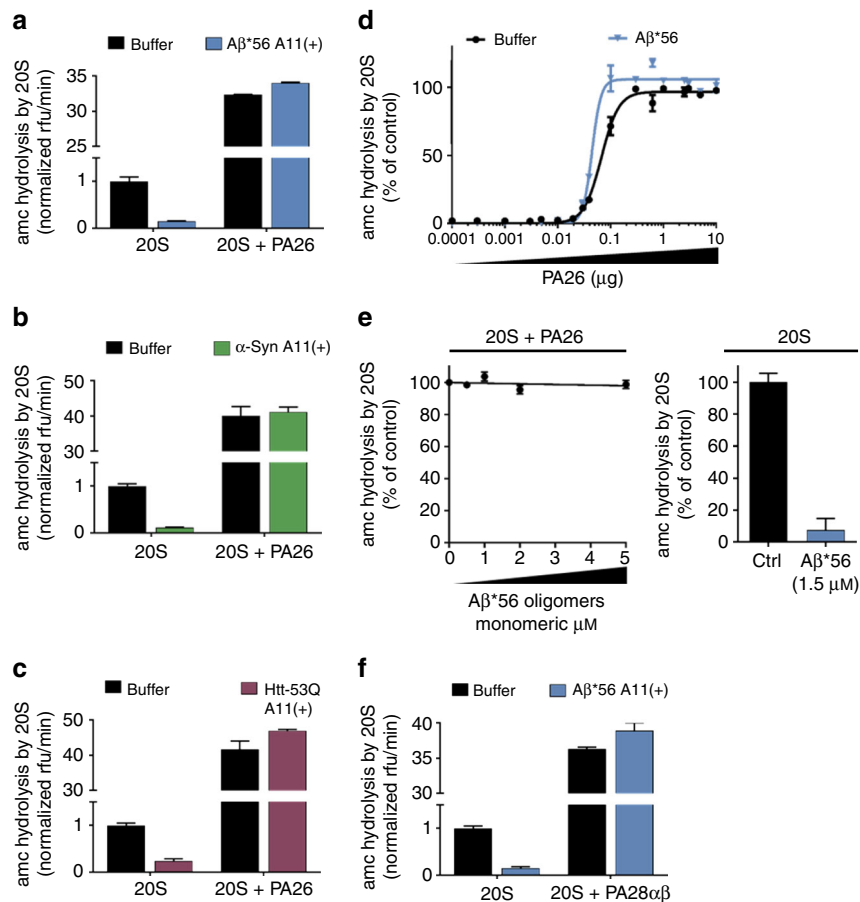 a
Buffer
Aβ*56 A11(+)
amc hydrolysis by 20S
(normalized rfu/min)
35
30
25
1
0
20S
20S + PA26
b
Buffer
α-Syn A11(+)
amc hydrolysis by 20S
(normalized rfu/min)
50
40
30
1
0
20S
20S + PA26
c
Buffer
Htt-53Q
A11(+)
amc hydrolysis by 20S
(normalized rfu/min)
50
40
30
1
0
20S
20S + PA26
d
Buffer
Aβ*56
amc hydrolysis by 20S
(% of control)
100
50
0
0.0001
0.001
0.01
0.1
1
10
PA26 (μg)
e
20S + PA26
amc hydrolysis by 20S
(% of control)
100
80
60
40
20
0
0 1 2 3 4 5
Aβ*56 oligomers
monomeric μM
20S
amc hydrolysis by 20S
(% of control)
100
80
60
40
20
0
Ctrl
Aβ*56
(1.5 μM)
f
Buffer
Aβ*56 A11(+)
amc hydrolysis by 20S
(normalized rfu/min)
40
35
30
1
0
20S
20S + PA28αβ